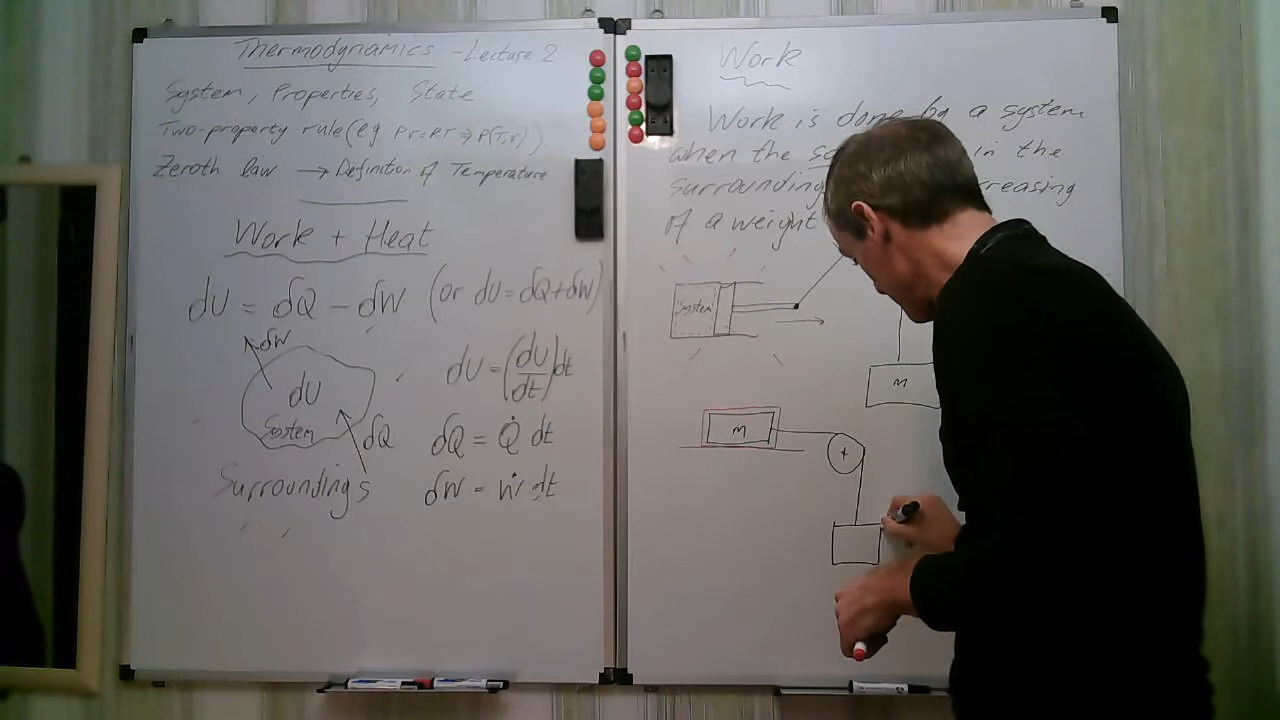 Thermodynamics - Lecture 2
System, Properties, State
Two-property rule (eg Pv=RT ⇒ P(T,v))
Zeroth law → Definition of Temperature
Work + Heat
dU = δQ - δW (or dU = δQ + δW)
δW
dU
System
δQ
Surroundings
dU = (dU/dt)dt
δQ = Q̇ dt
δW = Ẇ dt
Work
Work is done by a system
when the in the
surrounding creasing
of a weight
"System"
M
M
+